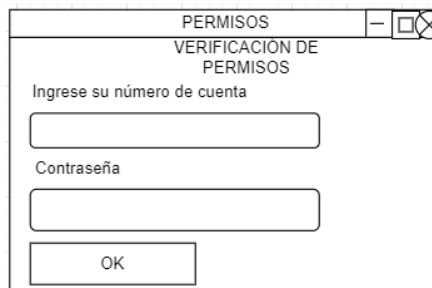 PERMISOS
VERIFICACIÓN DE
PERMISOS
Ingrese su número de cuenta
Contraseña
OK